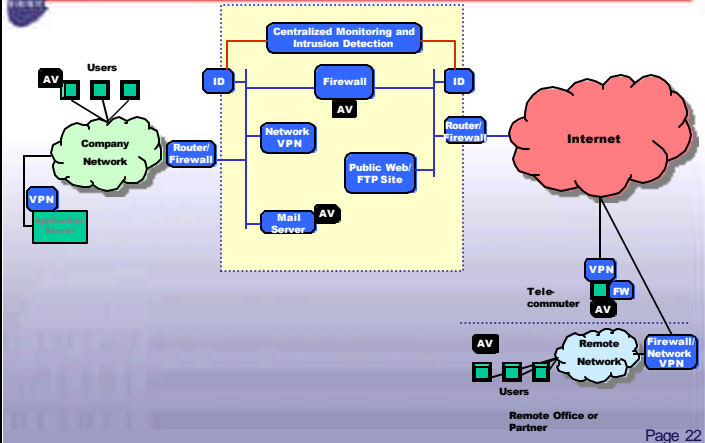 Centralized Monitoring and
Intrusion Detection
Users
AV
ID
Firewall
ID
AV
Company
Network
Router/
Firewall
Network
VPN
Router/
Firewall
Internet
Public Web/
FTP Site
VPN
Application
Server
Mail
Server
AV
VPN
Tele-
commuter
FW
AV
AV
Remote
Network
Firewall/
Network
VPN
Users
Remote Office or
Partner
Page 22